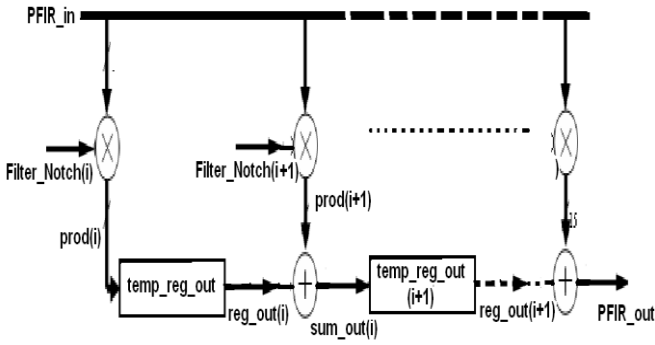 PFIR_in
Filter_Notch(i)
Filter_Notch(i+1)
prod(i)
prod(i+1)
temp_reg_out
reg_out(i)
sum_out(i)
temp_reg_out
(i+1)
reg_out(i+1)
PFIR_out